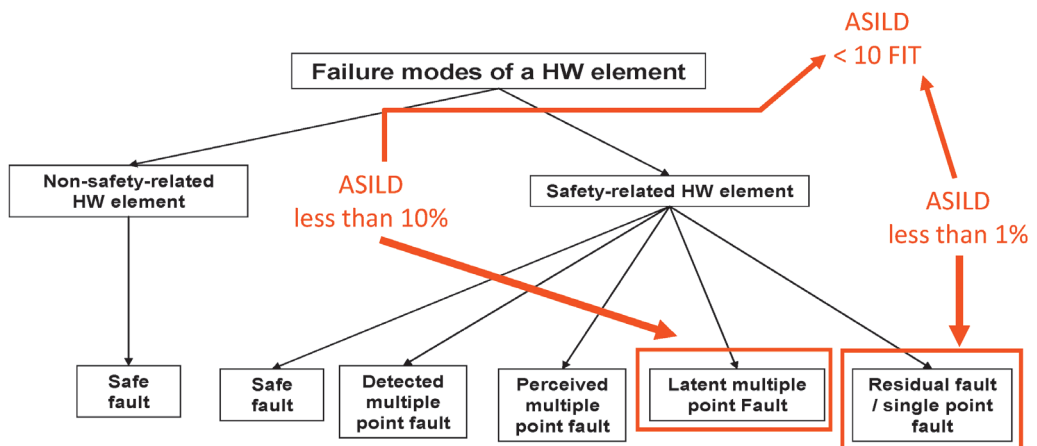 ASILD
< 10 FIT
Failure modes of a HW element
Non-safety-related
HW element
ASILD
less than 10%
Safety-related HW element
ASILD
less than 1%
Safe
fault
Safe
fault
Detected
multiple
point fault
Perceived
multiple
point fault
Latent multiple
point Fault
Residual fault
/ single point
fault